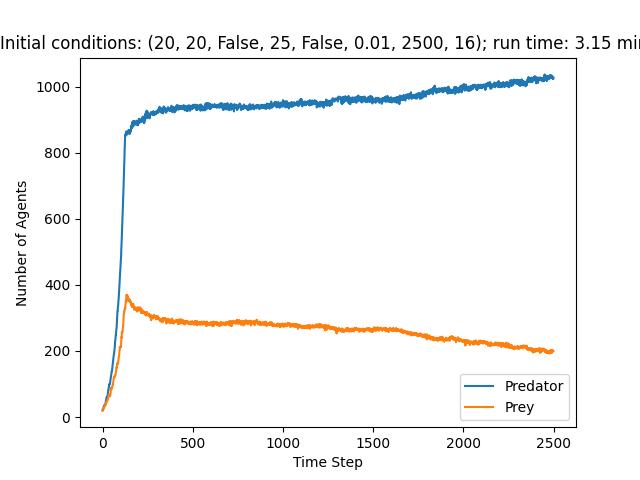 Initial conditions: (20, 20, False, 25, False, 0.01, 2500, 16); run time: 3.15
1000
800
600
400
200
0
Number of Agents
Predator
Prey
0 500 1000 1500 2000 2500
Time Step